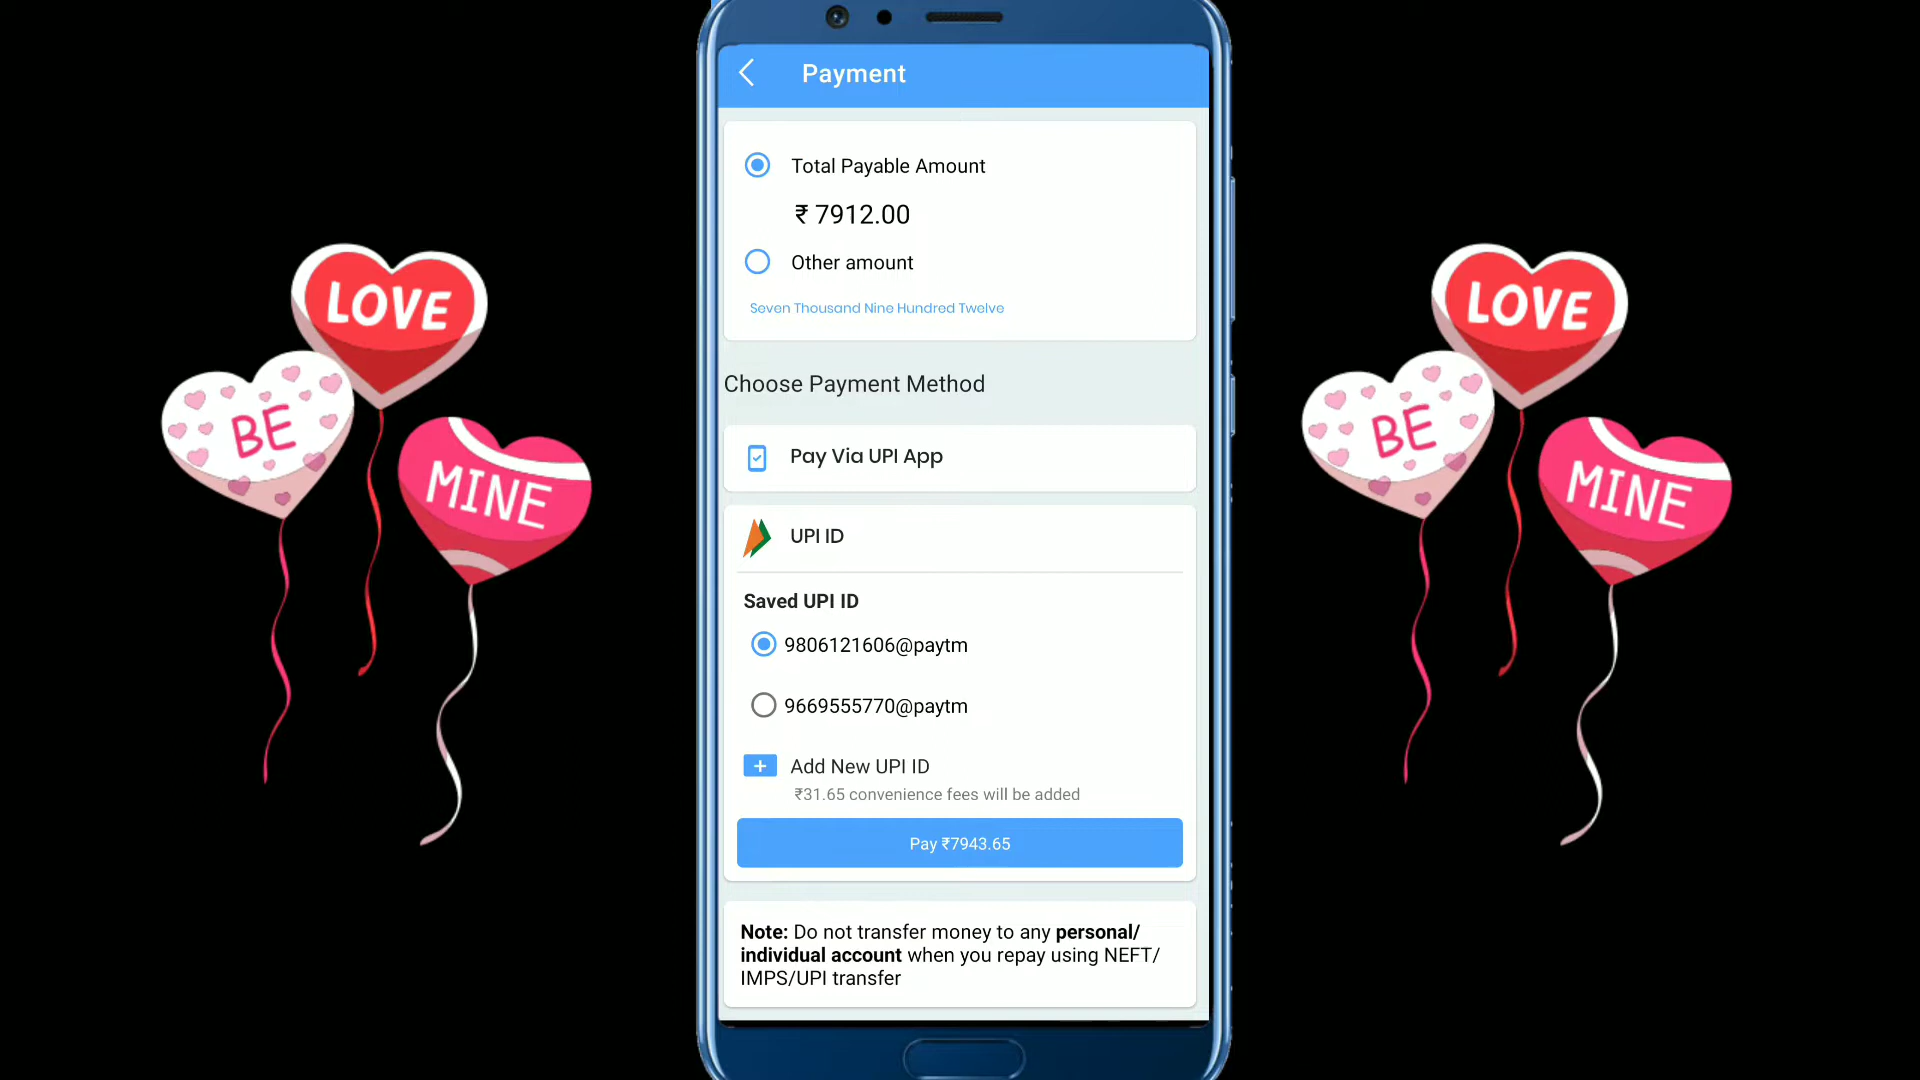 Payment
Total Payable Amount
₹ 7912.00
Other amount
Seven Thousand Nine Hundred Twelve
Choose Payment Method
Pay Via UPI App
UPI ID
Saved UPI ID
9806121606@paytm
9669555770@paytm
Add New UPI ID
₹31.65 convenience fees will be added
Pay ₹7943.65
Note: Do not transfer money to any personal/
individual account when you repay using NEFT/
IMPS/UPI transfer
LOVE
BE
MINE
LOVE
BE
MINE